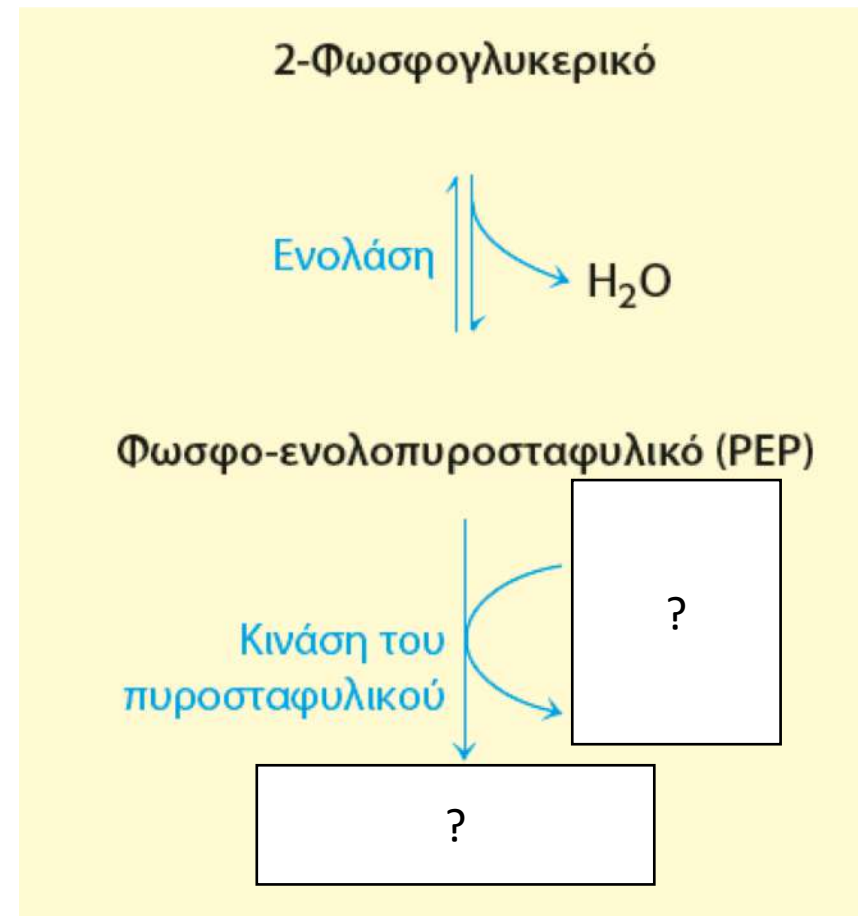 2-Φωσφογλυκερικό
Ενολάση
H₂O
Φωσφο-ενολοπυροσταφυλικό (PEP)
?
Κινάση του
πυροσταφυλικού
?